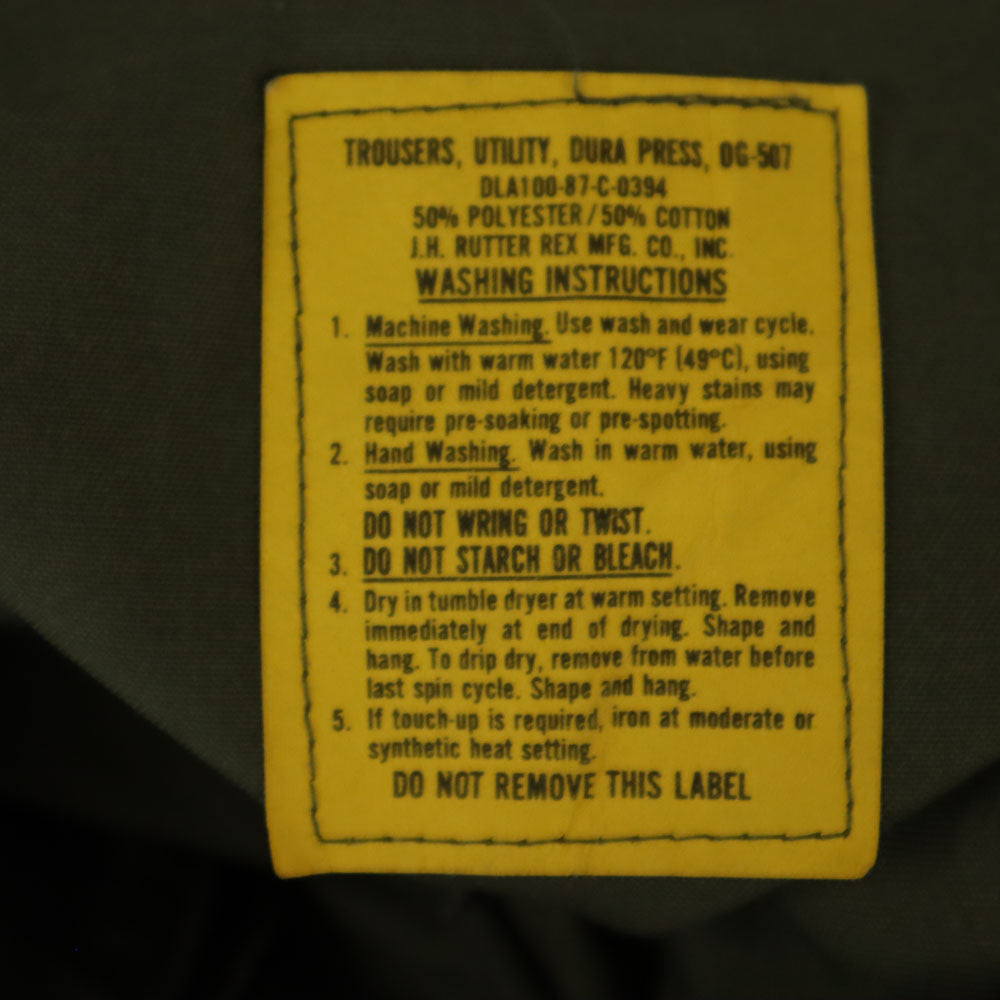 TROUSERS, UTILITY, DURA PRESS, OG-507
DLA100-87-C-0394
50% POLYESTER/50% COTTON
J.H. RUTTER REX MFG. CO., INC.
WASHING INSTRUCTIONS
1. Machine Washing. Use wash and wear cycle.
Wash with warm water 120°F (49°C), using
soap or mild detergent. Heavy stains may
require pre-soaking or pre-spotting.
2. Hand Washing. Wash in warm water, using
soap or mild detergent.
DO NOT WRING OR TWIST.
3. DO NOT STARCH OR BLEACH.
4. Dry in tumble dryer at warm setting. Remove
immediately at end of drying. Shape and
hang. To drip dry, remove from water before
last spin cycle. Shape and hang.
5. If touch-up is required, iron at moderate or
synthetic heat setting.
DO NOT REMOVE THIS LABEL